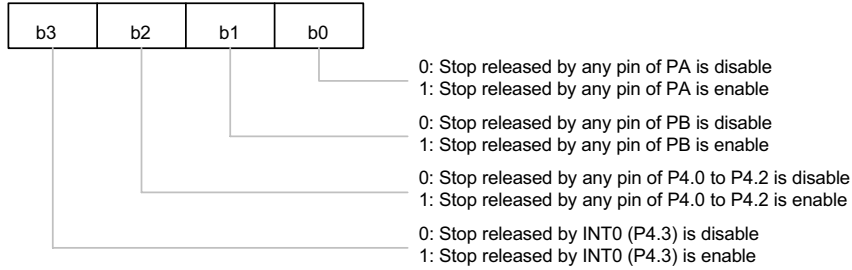 b3 b2 b1 b0
0: Stop released by any pin of PA is disable
1: Stop released by any pin of PA is enable
0: Stop released by any pin of PB is disable
1: Stop released by any pin of PB is enable
0: Stop released by any pin of P4.0 to P4.2 is disable
1: Stop released by any pin of P4.0 to P4.2 is enable
0: Stop released by INT0 (P4.3) is disable
1: Stop released by INT0 (P4.3) is enable